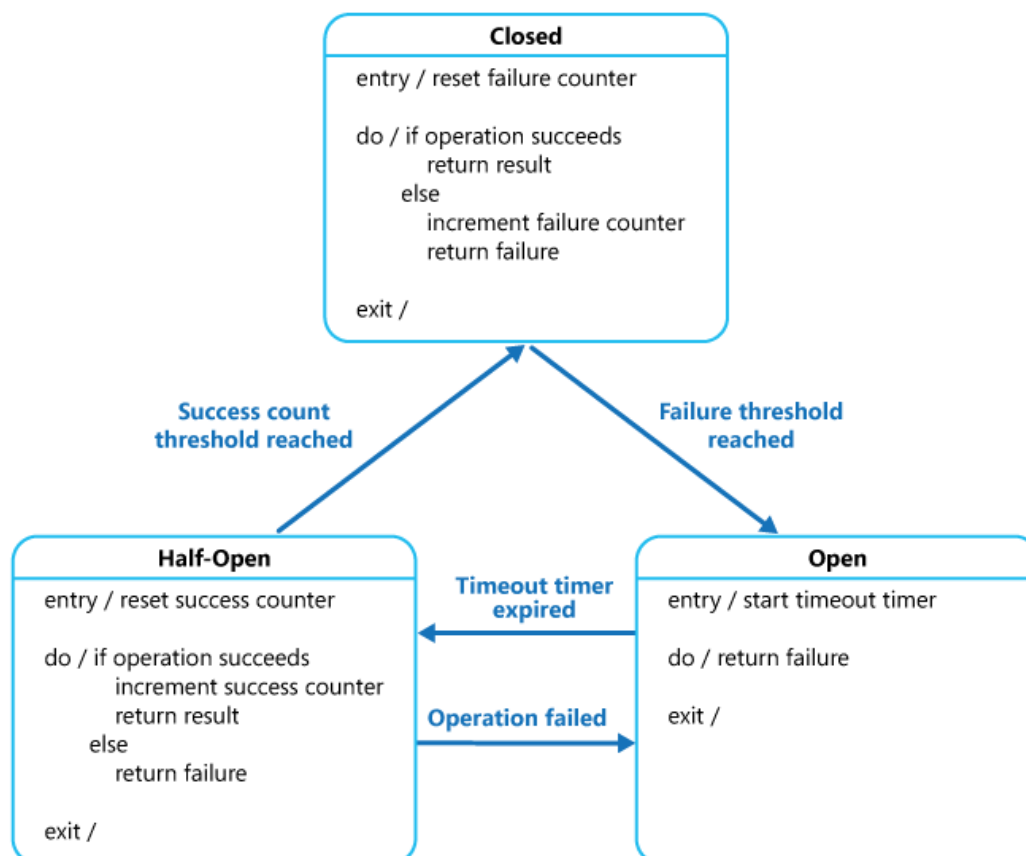 Closed
entry / reset failure counter
do / if operation succeeds
return result
else
increment failure counter
return failure
exit /
Success count
threshold reached
Failure threshold
reached
Half-Open
entry / reset success counter
do / if operation succeeds
increment success counter
return result
else
return failure
exit /
Timeout timer
expired
Operation failed
Open
entry / start timeout timer
do / return failure
exit /